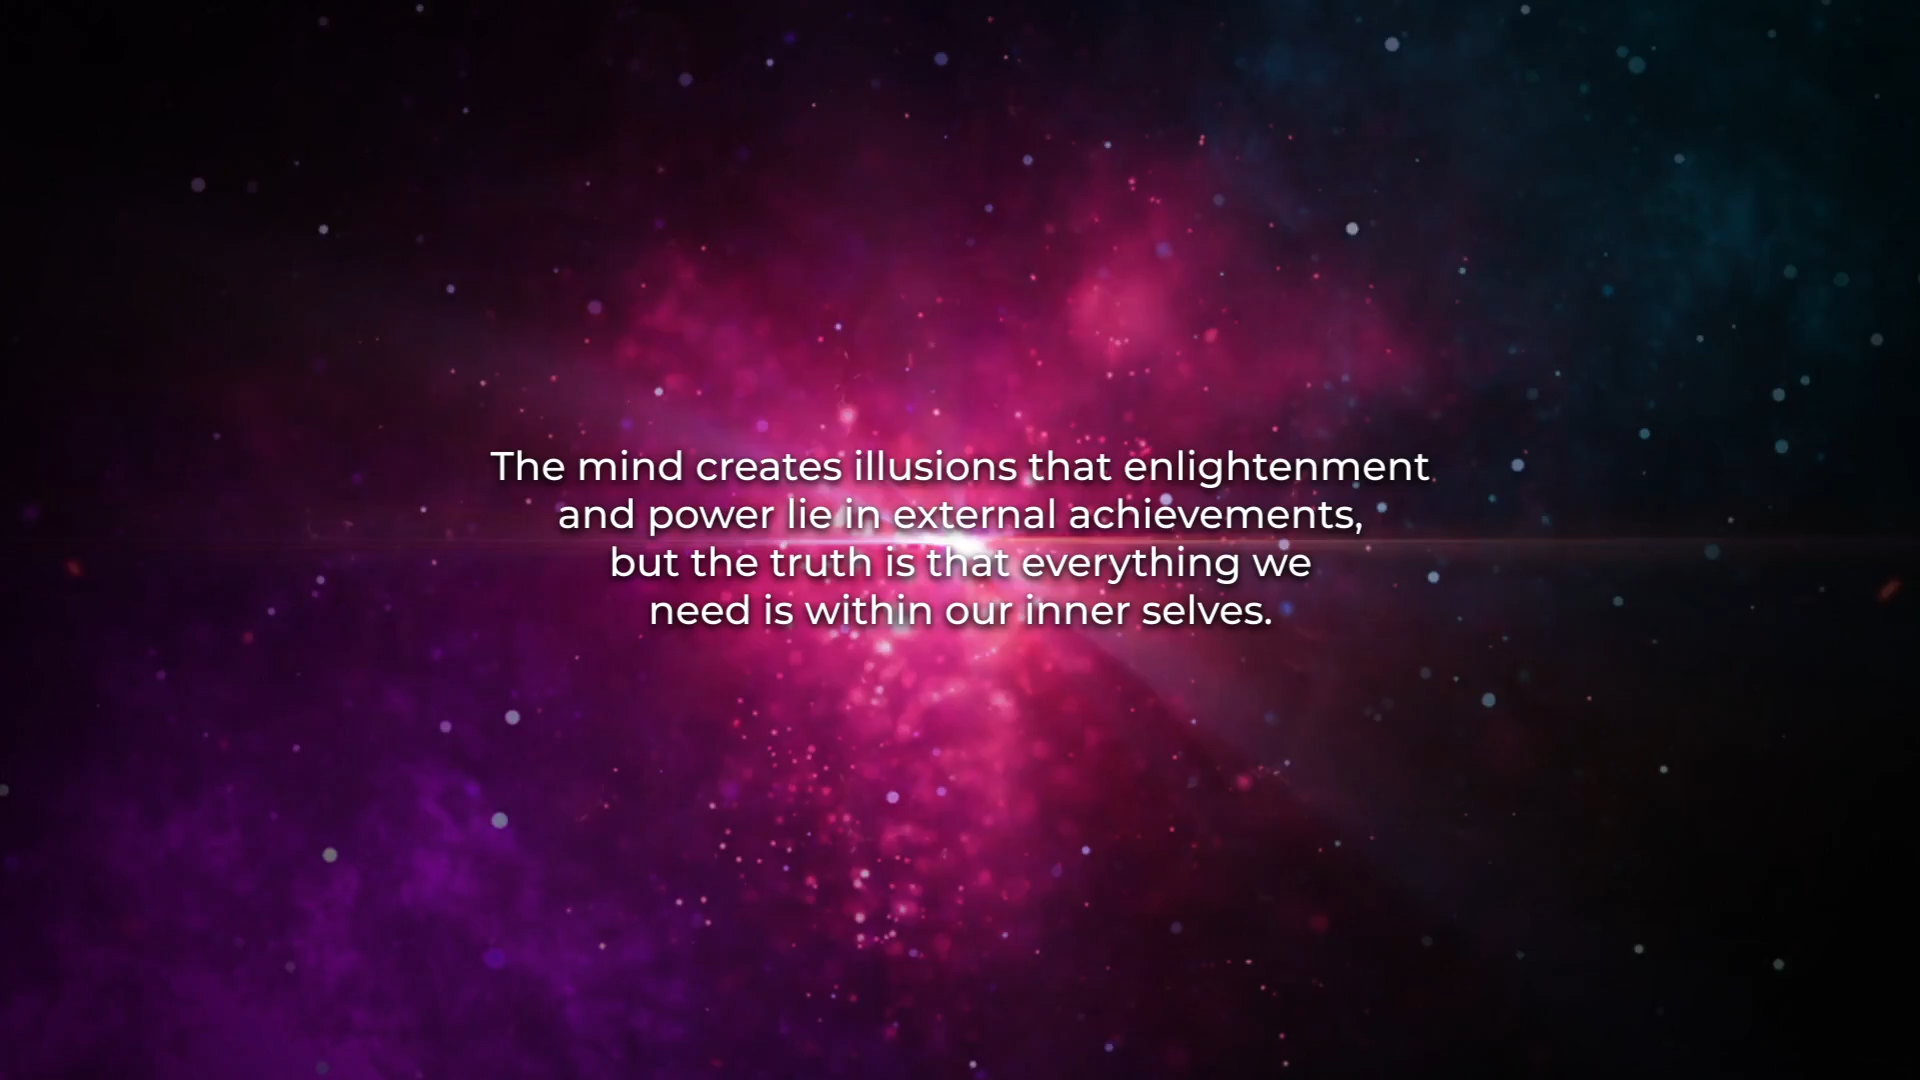 The mind creates illusions that enlightenment
and power lie in external achievements,
but the truth is that everything we
need is within our inner selves.